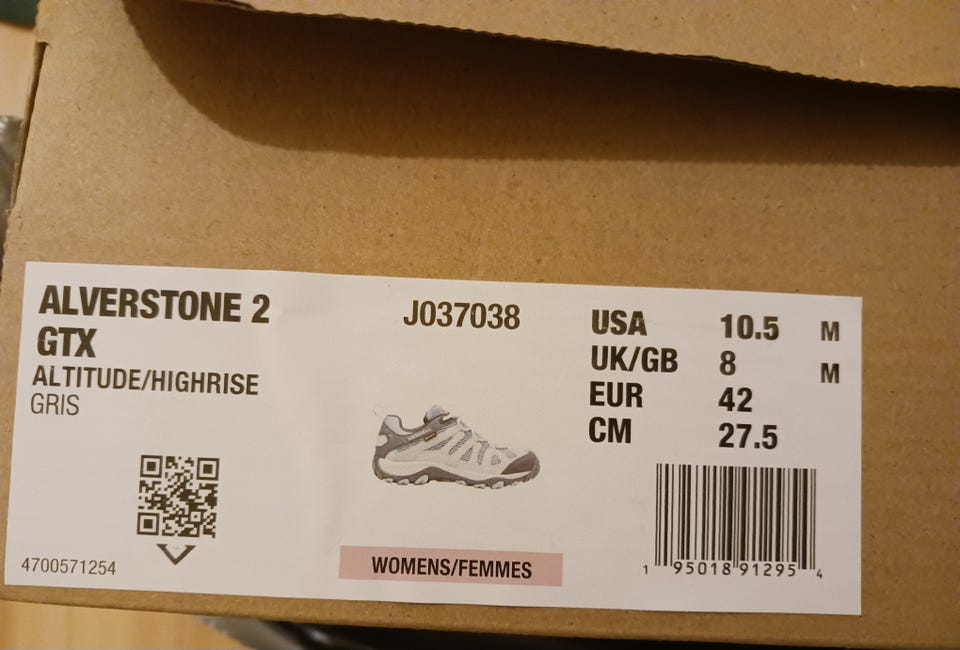 ALVERSTONE 2
GTX
ALTITUDE/HIGHRISE
GRIS
4700571254
J037038
WOMENS/FEMMES
USA 10.5 M
UK/GB 8 M
EUR 42
CM 27.5
1 95018 91295 4